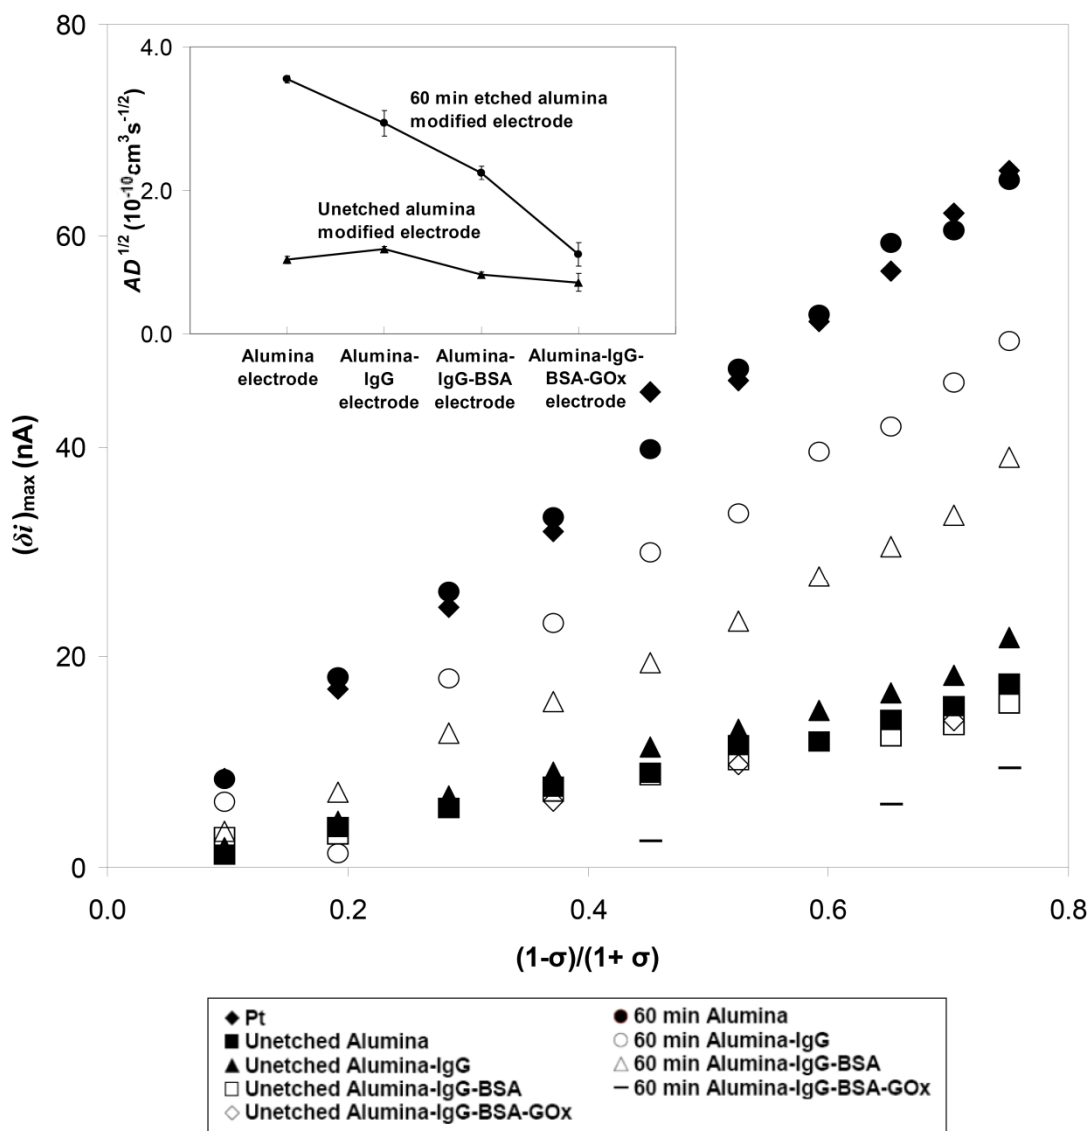 80
60
40
20
0
(δi)max (nA)
4.0
2.0
0.0
AD 1/2 (10-10cm3s-1/2)
60 min etched alumina
modified electrode
Unetched alumina
modified electrode
Alumina
electrode
Alumina-
IgG
electrode
Alumina-
IgG-BSA
electrode
Alumina-IgG-
BSA-GOx
electrode
0.0 0.2 0.4 0.6 0.8
(1-σ)/(1+ σ)
Pt
Unetched Alumina
Unetched Alumina-IgG
Unetched Alumina-IgG-BSA
Unetched Alumina-IgG-BSA-GOx
60 min Alumina
60 min Alumina-IgG
60 min Alumina-IgG-BSA
60 min Alumina-IgG-BSA-GOx